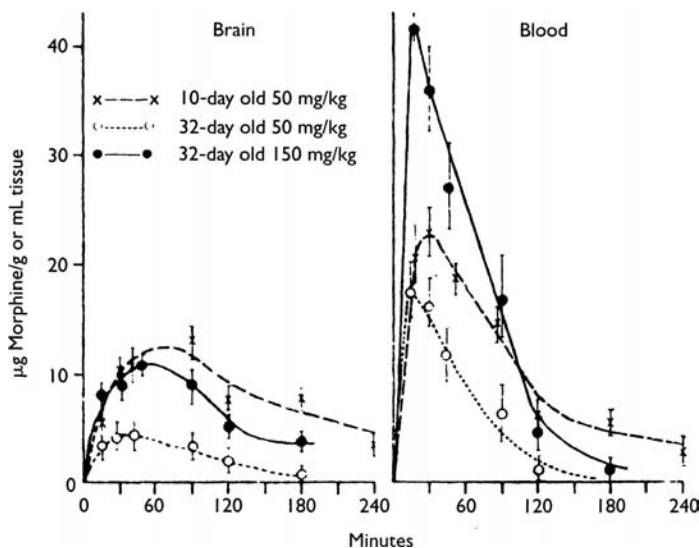 Brain
Blood
10-day old 50 mg/kg
32-day old 50 mg/kg
32-day old 150 mg/kg
µg Morphine/g or mL tissue
40
30
20
10
0
0 60 120 180 240
0 60 120 180 240
Minutes